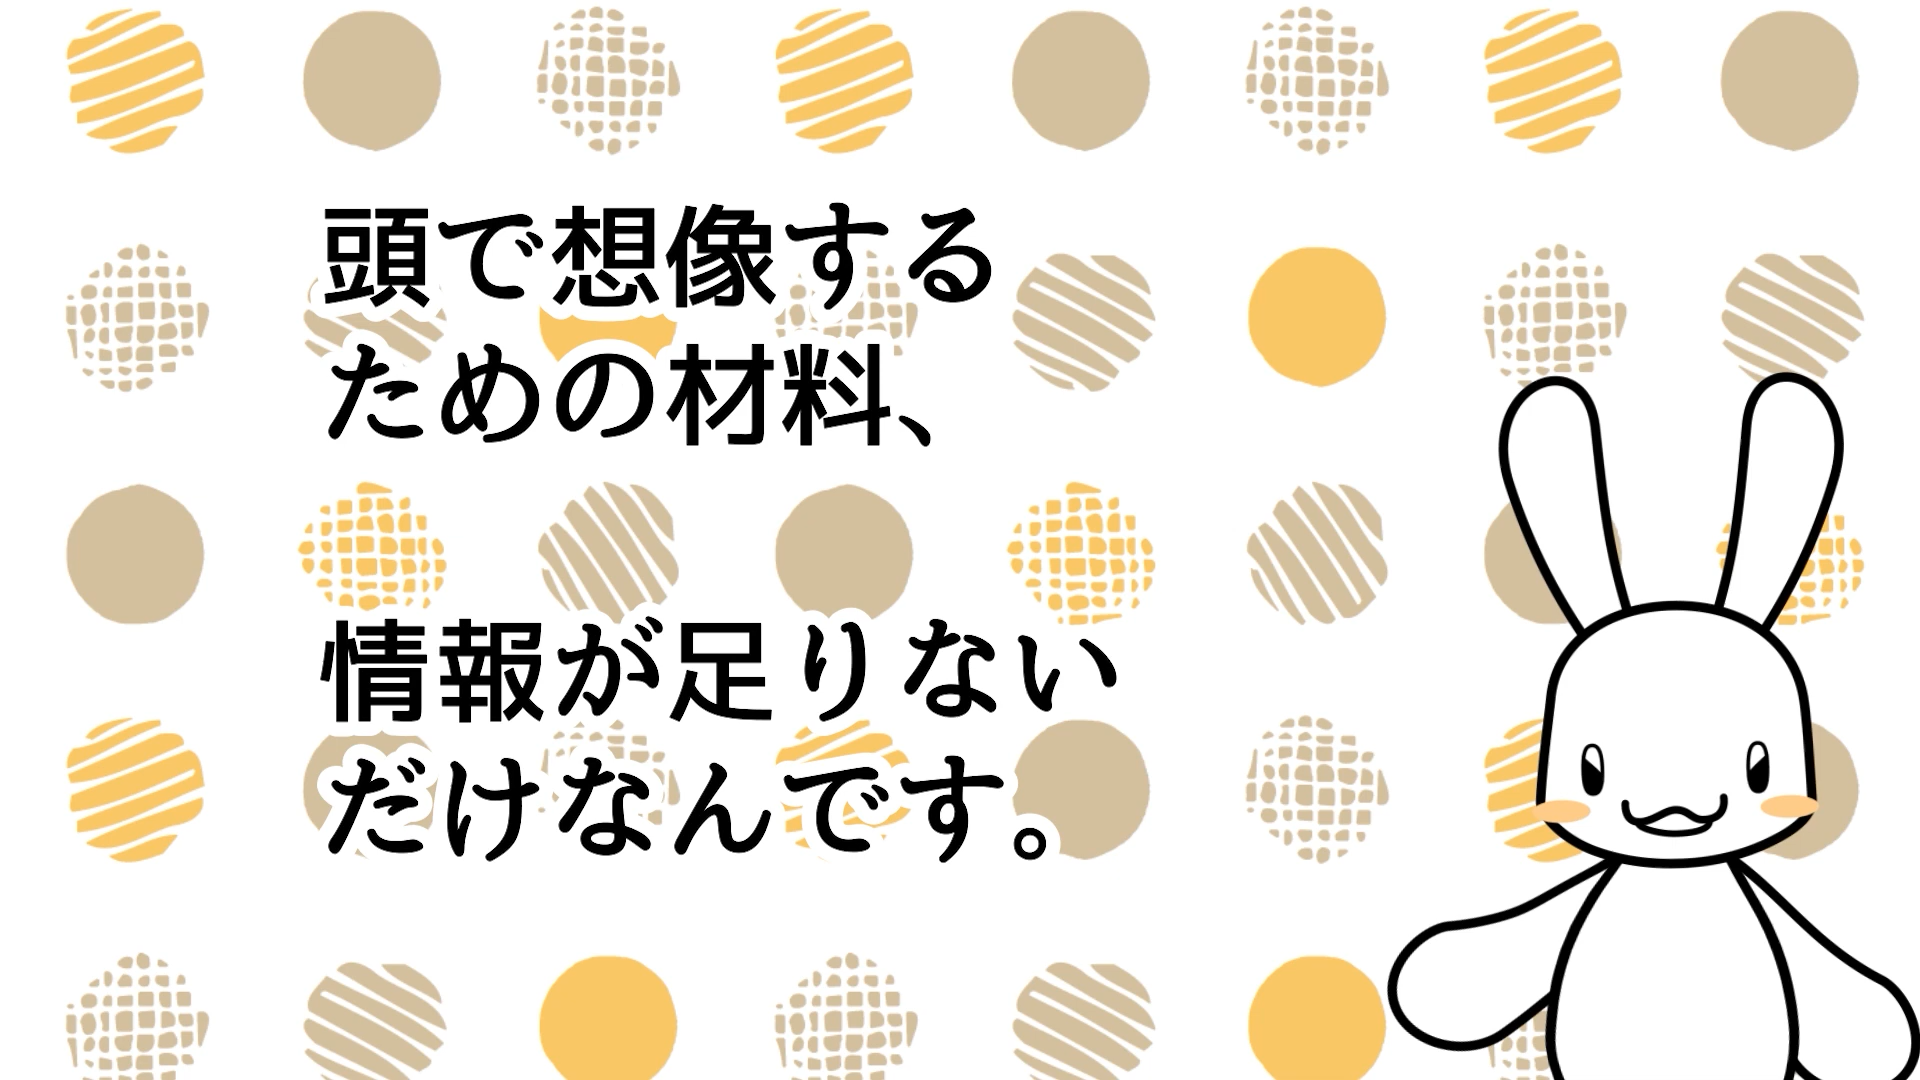 頭で想像する
ための材料、
情報が足りない
だけなんです。